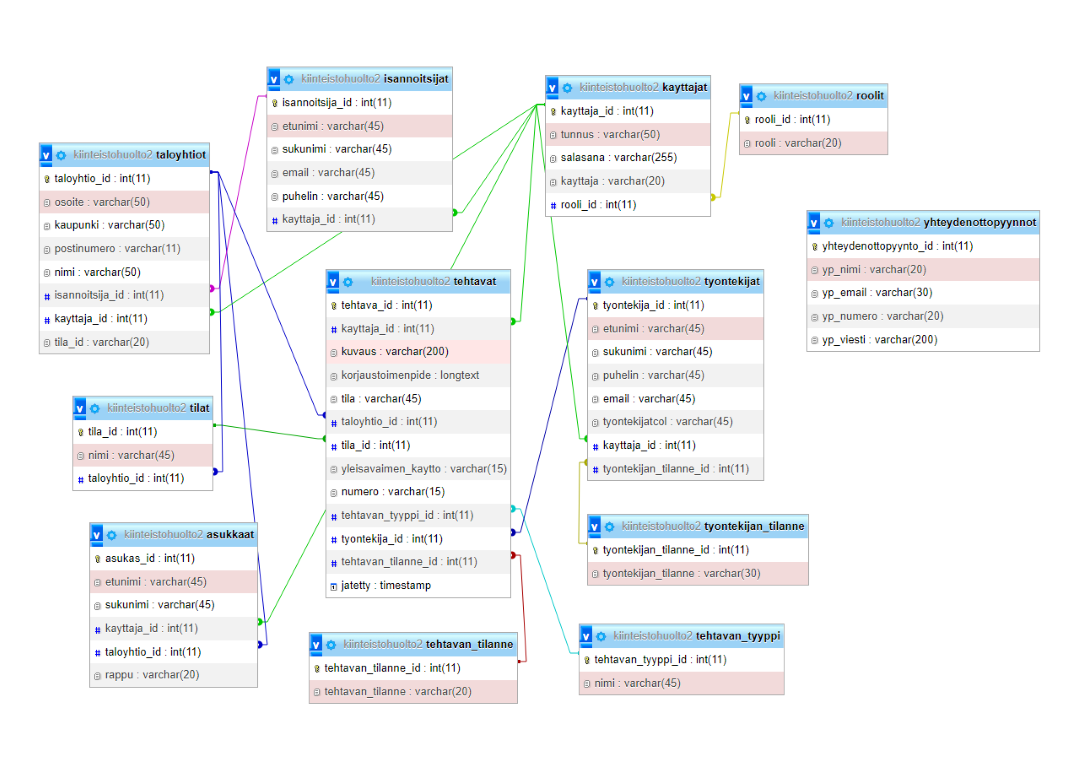 kiinteistohuolto2 isannoitsijat
isannoitsija_id : int(11)
etunimi : varchar(45)
sukunimi : varchar(45)
email : varchar(45)
puhelin : varchar(45)
kayttaja_id : int(11)
kiinteistohuolto2 kayttajat
kayttaja_id : int(11)
tunnus : varchar(50)
salasana : varchar(255)
kayttaja : varchar(20)
rooli_id : int(11)
kiinteistohuolto2 roolit
rooli_id : int(11)
rooli : varchar(20)
kiinteistohuolto2 taloyhtiot
taloyhtio_id : int(11)
osoite : varchar(50)
kaupunki : varchar(50)
postinumero : varchar(11)
nimi : varchar(50)
isannoitsija_id : int(11)
kayttaja_id : int(11)
tila_id : varchar(20)
kiinteistohuolto2 yhteydenottopyynnot
yhteydenottopyynto_id : int(11)
yp_nimi : varchar(20)
yp_email : varchar(30)
yp_numero : varchar(20)
yp_viesti : varchar(200)
kiinteistohuolto2 tehtavat
tehtava_id : int(11)
kayttaja_id : int(11)
kuvaus : varchar(200)
korjaustoimenpide : longtext
tila : varchar(45)
taloyhtio_id : int(11)
tila_id : int(11)
yleisavaimen_kaytto : varchar(15)
numero : varchar(15)
tehtavan_tyyppi_id : int(11)
tyontekija_id : int(11)
tehtavan_tilanne_id : int(11)
jatetty : timestamp
kiinteistohuolto2 tyontekijat
tyontekija_id : int(11)
etunimi : varchar(45)
sukunimi : varchar(45)
puhelin : varchar(45)
email : varchar(45)
tyontekijatcol : varchar(45)
kayttaja_id : int(11)
tyontekijan_tilanne_id : int(11)
kiinteistohuolto2 tilat
tila_id : int(11)
nimi : varchar(45)
taloyhtio_id : int(11)
kiinteistohuolto2 asukkaat
asukas_id : int(11)
etunimi : varchar(45)
sukunimi : varchar(45)
kayttaja_id : int(11)
taloyhtio_id : int(11)
rappu : varchar(20)
kiinteistohuolto2 tyontekijan_tilanne
tyontekijan_tilanne_id : int(11)
tyontekijan_tilanne : varchar(30)
kiinteistohuolto2 tehtavan_tilanne
tehtavan_tilanne_id : int(11)
tehtavan_tilanne : varchar(20)
kiinteistohuolto2 tehtavan_tyyppi
tehtavan_tyyppi_id : int(11)
nimi : varchar(45)